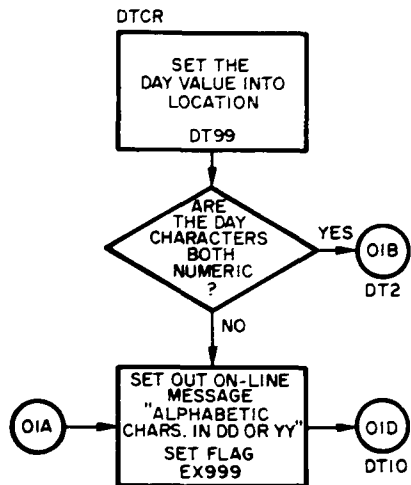 DTCR
SET THE
DAY VALUE INTO
LOCATION
DT99
ARE
THE DAY
CHARACTERS
BOTH
NUMERIC
?
YES
01B
DT2
NO
01A
SET OUT ON-LINE
MESSAGE
"ALPHABETIC
CHARS. IN DD OR YY"
SET FLAG
EX999
01D
DT10